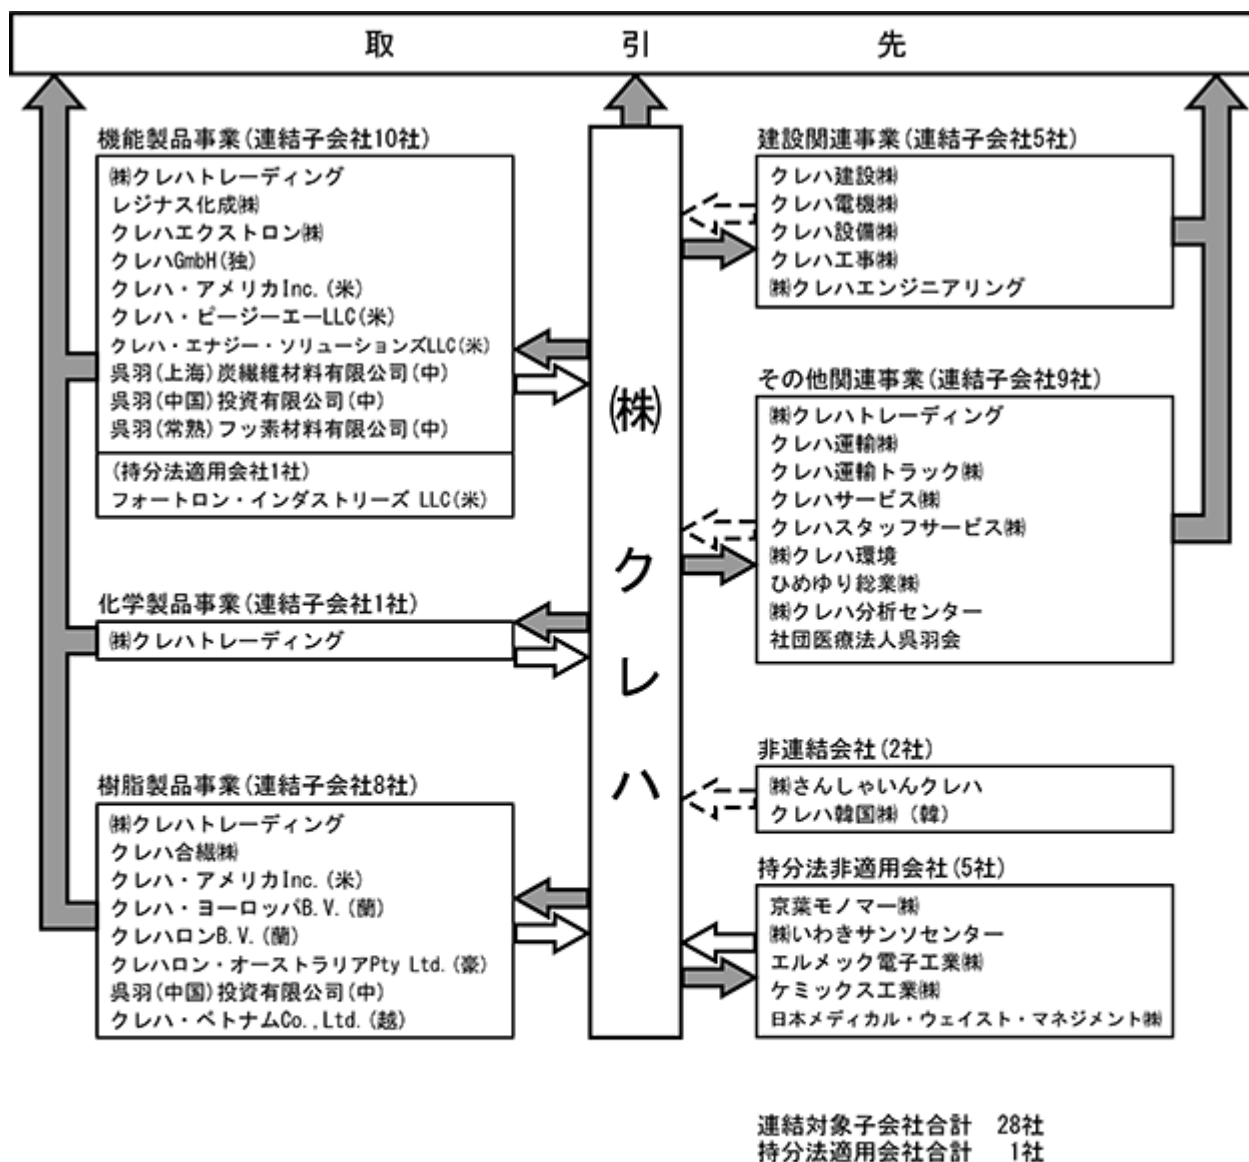 取引先
機能製品事業(連結子会社10社)
㈱クレハトレーディング
レジナス化成㈱
クレハエクストロン㈱
クレハGmbH(独)
クレハ・アメリカInc.(米)
クレハ・ピージーエーLLC(米)
クレハ・エナジー・ソリューションズLLC(米)
呉羽(上海)炭繊維材料有限公司(中)
呉羽(中国)投資有限公司(中)
呉羽(常熟)フッ素材料有限公司(中)
(持分法適用会社1社)
フォートロン・インダストリーズ LLC(米)
化学製品事業(連結子会社1社)
㈱クレハトレーディング
樹脂製品事業(連結子会社8社)
㈱クレハトレーディング
クレハ合繊㈱
クレハ・アメリカInc.(米)
クレハ・ヨーロッパB.V.(蘭)
クレハロンB.V.(蘭)
クレハロン・オーストラリアPty Ltd.(豪)
呉羽(中国)投資有限公司(中)
クレハ・ベトナムCo.,Ltd.(越)
㈱クレハ
建設関連事業(連結子会社5社)
クレハ建設㈱
クレハ電機㈱
クレハ設備㈱
クレハ工事㈱
㈱クレハエンジニアリング
その他関連事業(連結子会社9社)
㈱クレハトレーディング
クレハ運輸㈱
クレハ運輸トラック㈱
クレハサービス㈱
クレハスタッフサービス㈱
㈱クレハ環境
ひめゆり総業㈱
㈱クレハ分析センター
社団医療法人呉羽会
非連結会社(2社)
㈱さんしゃいんクレハ
クレハ韓国㈱(韓)
持分法非適用会社(5社)
京葉モノマー㈱
㈱いわきサンソセンター
エルメック電子工業㈱
ケミックス工業㈱
日本メディカル・ウェイスト・マネジメント㈱
連結対象子会社合計 28社
持分法適用会社合計 1社